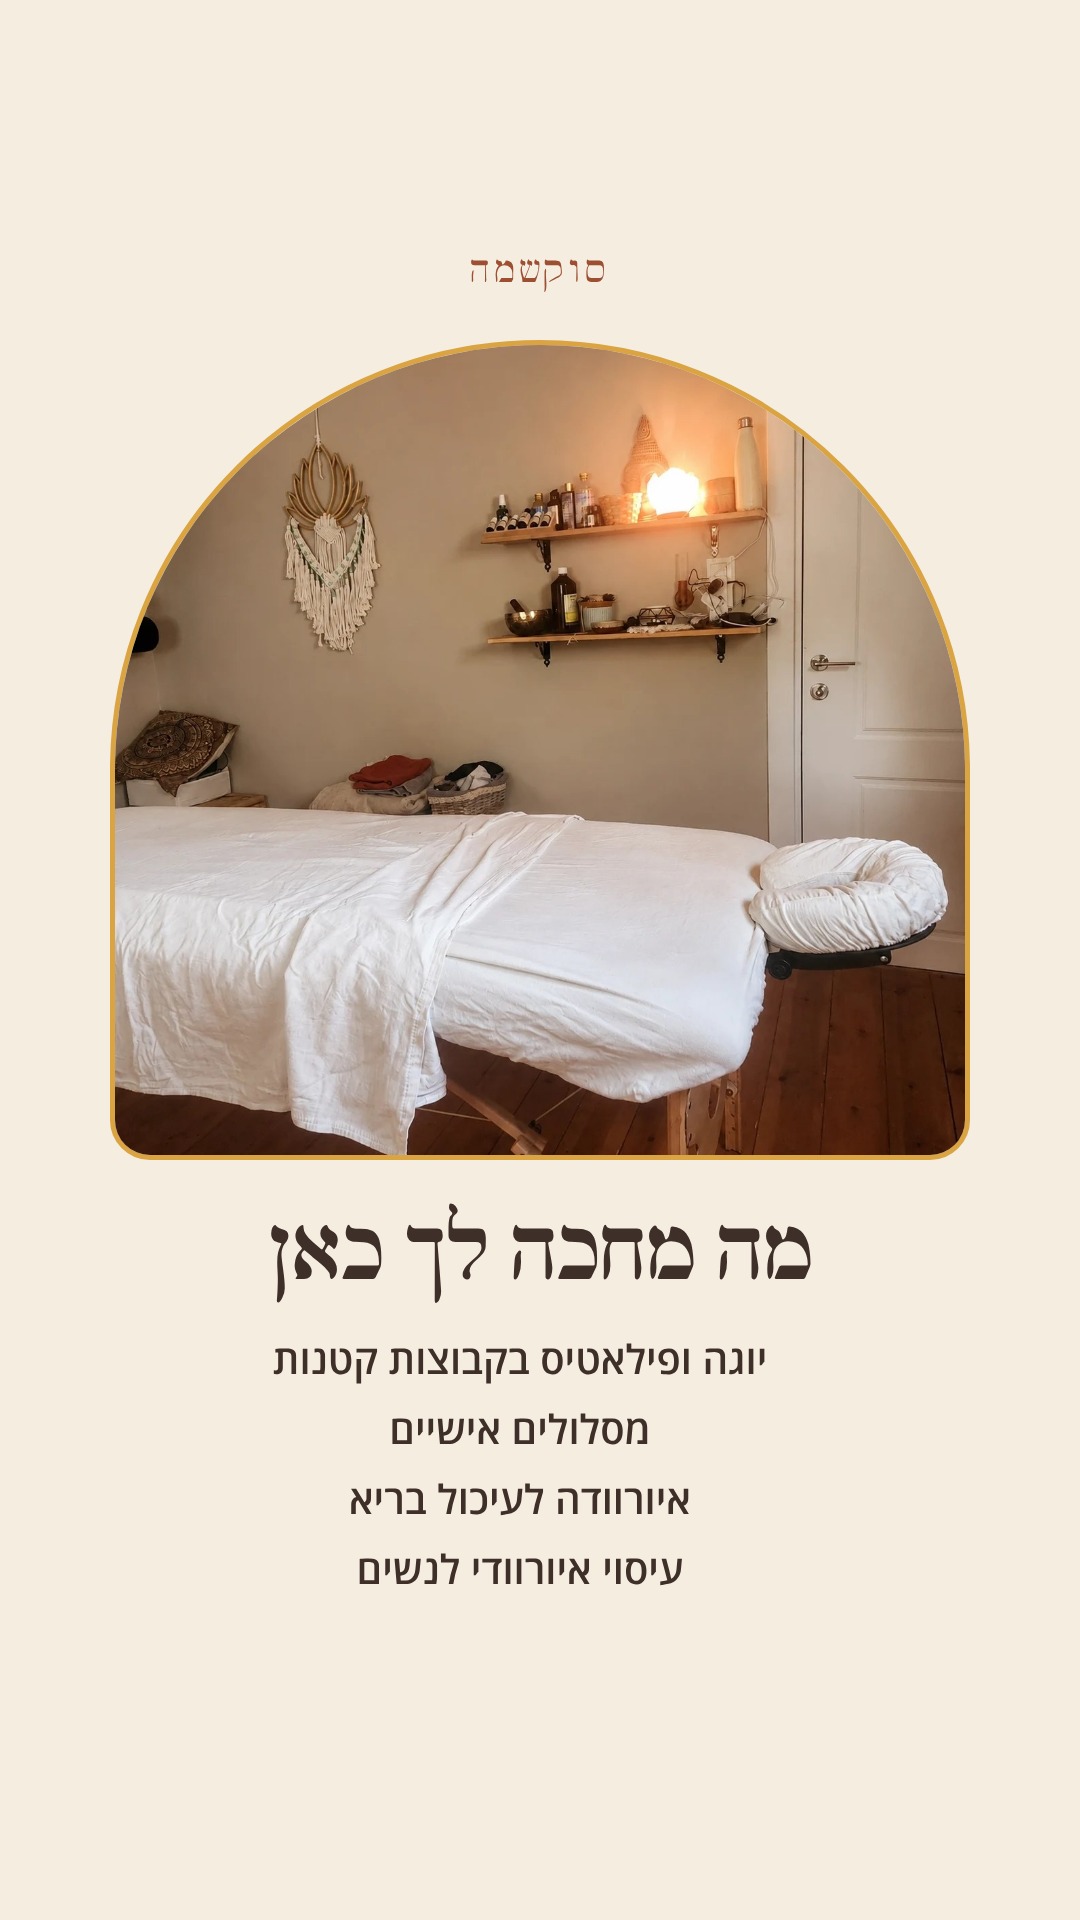 סוקשמה
מה מחכה לך כאן
יוגה ופילאטיס בקבוצות קטנות
מסלולים אישיים
איורוודה לעיכול בריא
עיסוי איורוודי לנשים